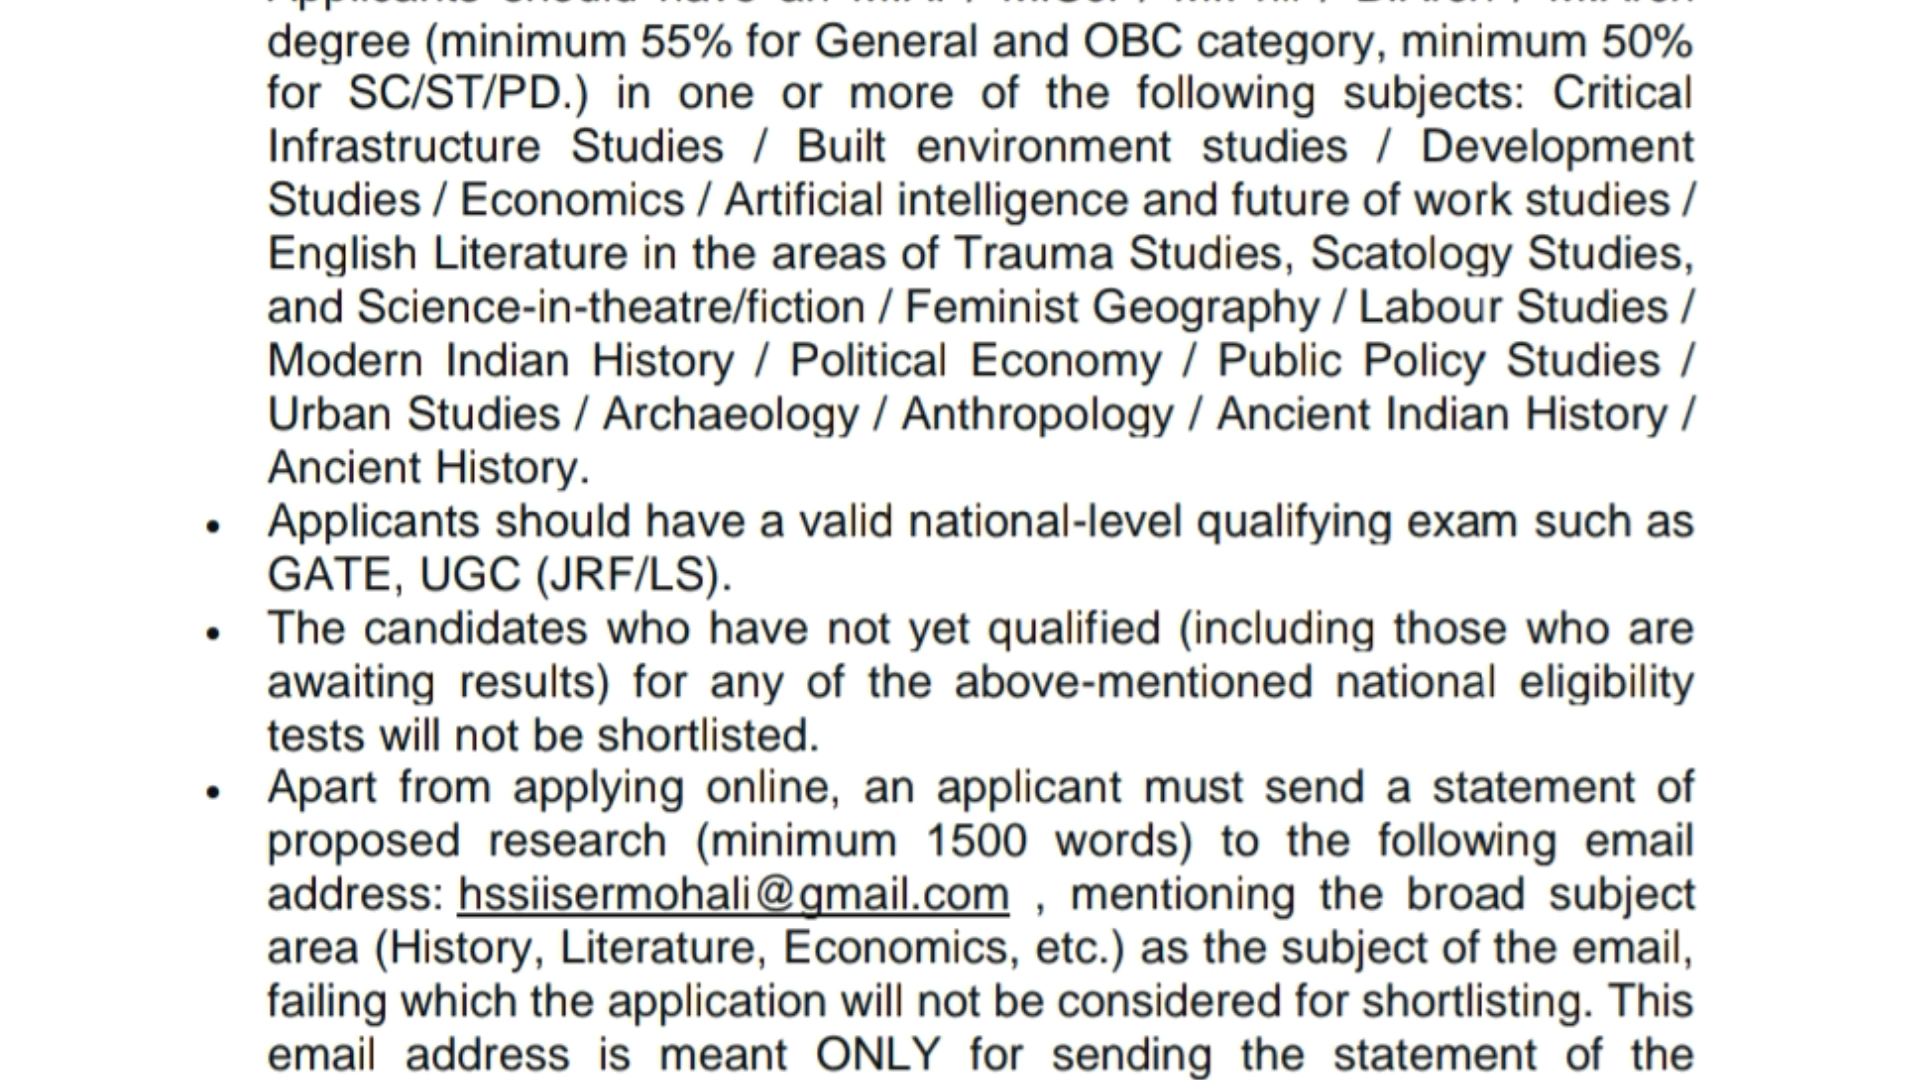 Applicants should have an M.A. / M.Sc. / M.Phil. / B.Arch / M.Arch
degree (minimum 55% for General and OBC category, minimum 50%
for SC/ST/PD.) in one or more of the following subjects: Critical
Infrastructure Studies / Built environment studies / Development
Studies / Economics / Artificial intelligence and future of work studies /
English Literature in the areas of Trauma Studies, Scatology Studies,
and Science-in-theatre/fiction / Feminist Geography / Labour Studies /
Modern Indian History / Political Economy / Public Policy Studies /
Urban Studies / Archaeology / Anthropology / Ancient Indian History /
Ancient History.
• Applicants should have a valid national-level qualifying exam such as
GATE, UGC (JRF/LS).
• The candidates who have not yet qualified (including those who are
awaiting results) for any of the above-mentioned national eligibility
tests will not be shortlisted.
• Apart from applying online, an applicant must send a statement of
proposed research (minimum 1500 words) to the following email
address: hssiisermohali@gmail.com , mentioning the broad subject
area (History, Literature, Economics, etc.) as the subject of the email,
failing which the application will not be considered for shortlisting. This
email address is meant ONLY for sending the statement of the